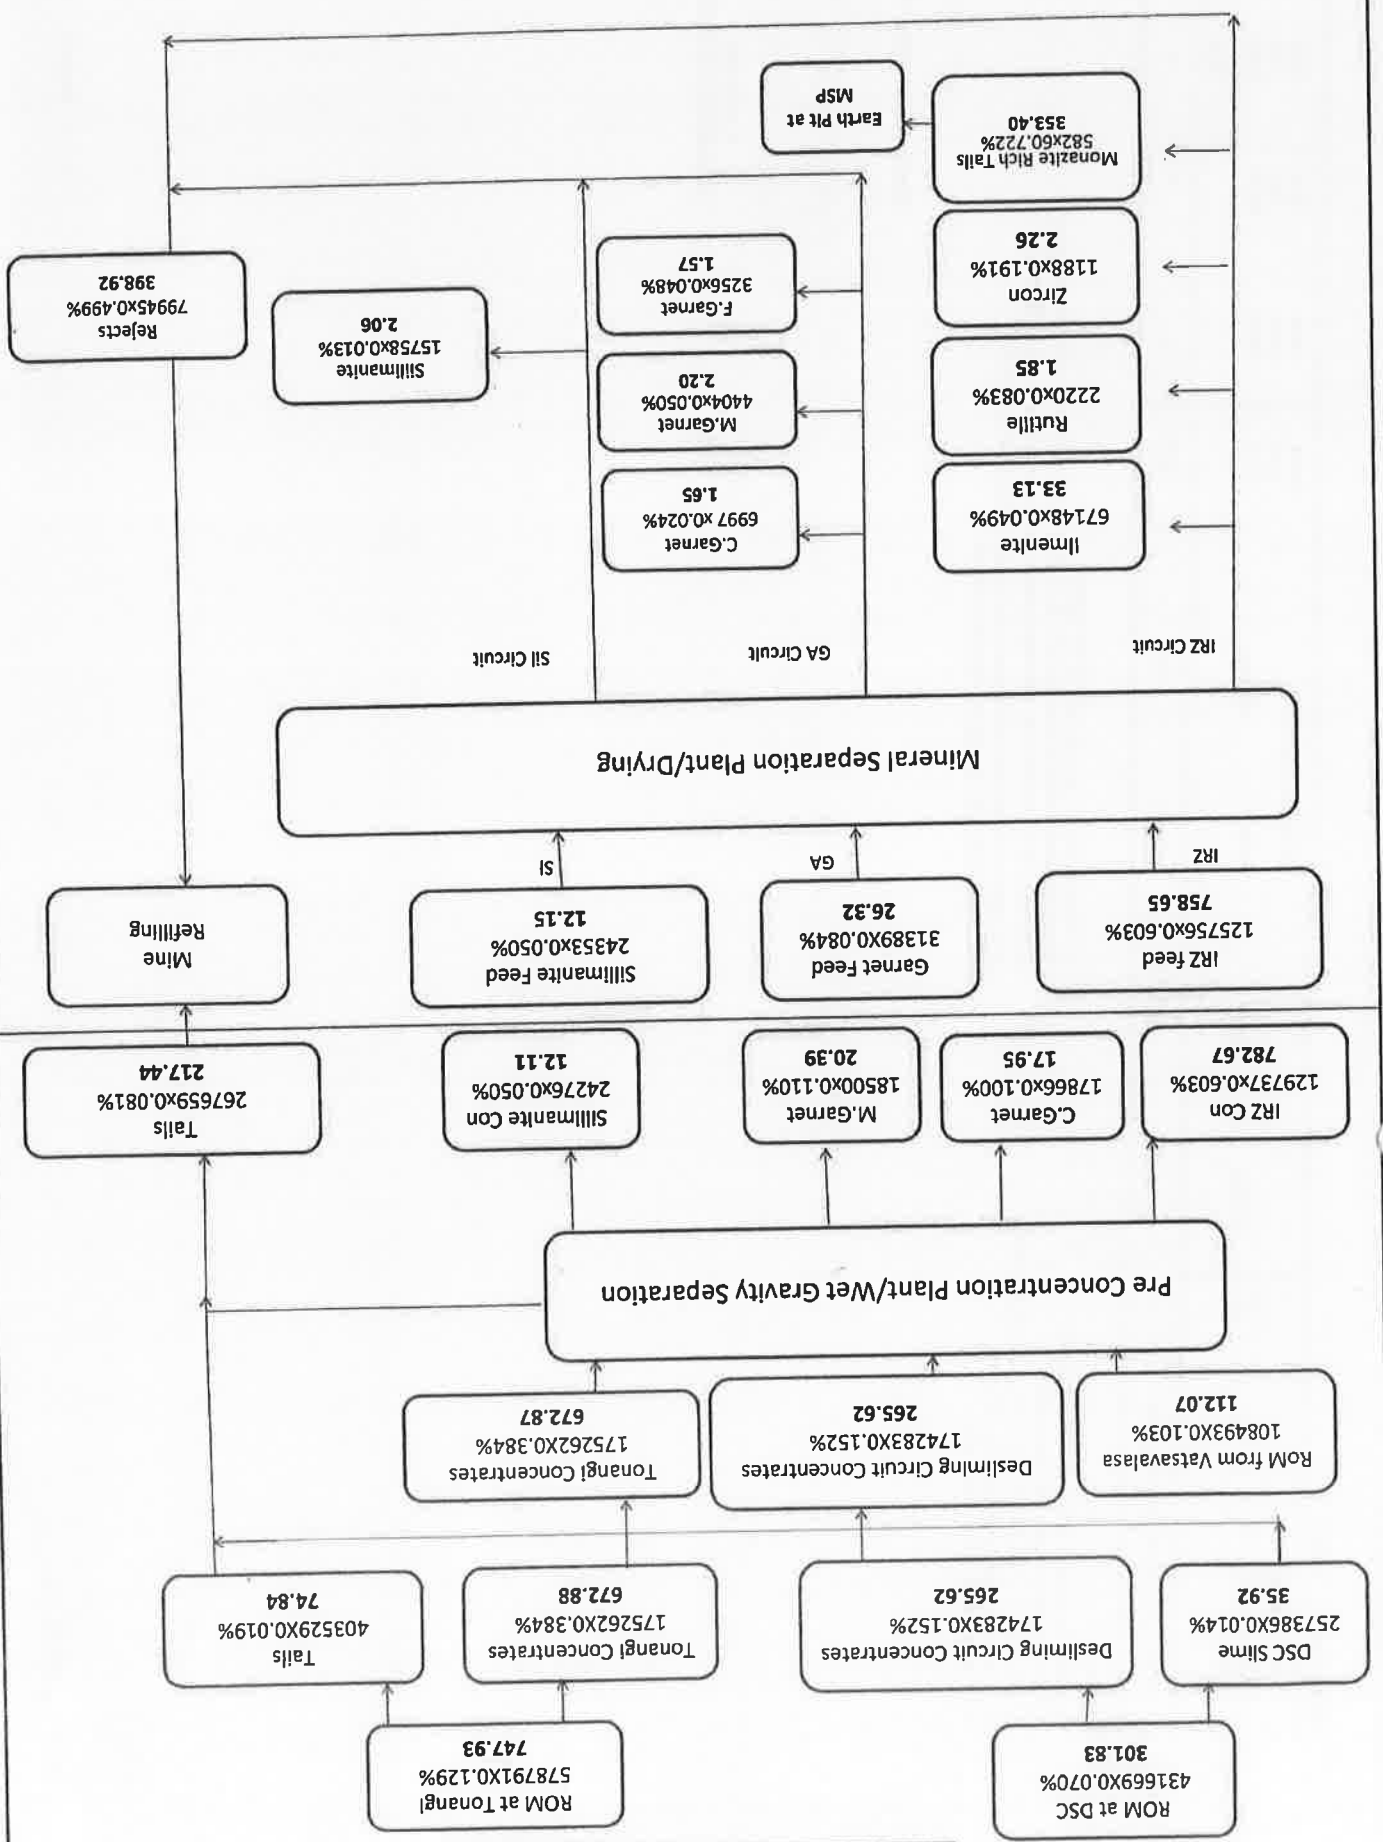 ROM at DSC
431669X0.070%
301.83
ROM at Tonangi
578791X0.129%
747.93
DSC Slime
257386X0.014%
35.92
Desliming Circuit Concentrates
174283X0.152%
265.62
Tonangi Concentrates
175262X0.384%
672.88
Tails
403529X0.019%
74.84
RoM from Vatsavalasa
108493X0.103%
112.07
Desliming Circuit Concentrates
174283X0.152%
265.62
Tonangi Concentrates
175262X0.384%
672.87
Pre Concentration Plant/Wet Gravity Separation
IRZ Con
129737x0.603%
782.67
C.Garnet
17866x0.100%
17.95
M.Garnet
18500x0.110%
20.39
Sillimanite Con
24276x0.050%
12.11
Tails
267659x0.081%
217.44
IRZ feed
125756x0.603%
758.65
Garnet Feed
31389X0.084%
26.32
Sillimanite Feed
24353x0.050%
12.15
Mine
Refilling
IRZ
GA
SI
Mineral Separation Plant/Drying
IRZ Circuit
GA Circuit
Sil Circuit
Ilmenite
67148x0.049%
33.13
C.Garnet
6997 x0.024%
1.65
Rutille
2220x0.083%
1.85
M.Garnet
4404x0.050%
2.20
Sillimanite
15758x0.013%
2.06
Zircon
1188x0.191%
2.26
F.Garnet
3256x0.048%
1.57
Rejects
79945x0.499%
398.92
Monazite Rich Tails
582x60.722%
353.40
Earth Pit at
MSP